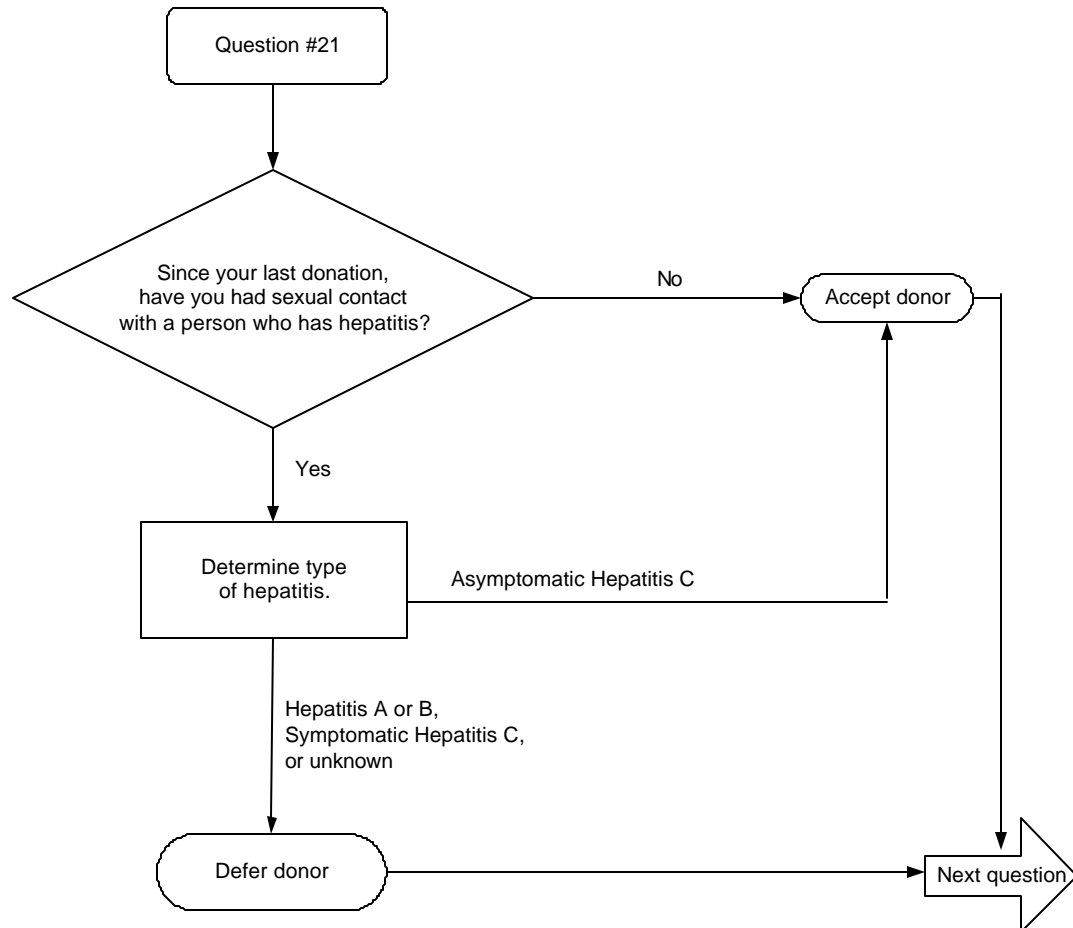 Question #21
Since your last donation,
have you had sexual contact
with a person who has hepatitis?
No
Accept donor
Yes
Determine type
of hepatitis.
Asymptomatic Hepatitis C
Hepatitis A or B,
Symptomatic Hepatitis C,
or unknown
Defer donor
Next question